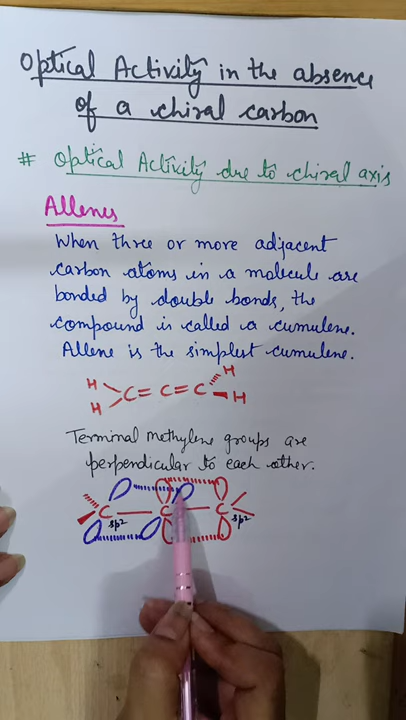 Optical Activity in the absence
of a chiral carbon
# Optical Activity due to chiral axis
Allenes
When three or more adjacent
carbon atoms in a molecule are
bonded by double bonds, the
compound is called a cumulene.
Allene is the simplest cumulene.
H H
C = C = C
H H
Terminal methylene groups are
perpendicular to each other.
C C C
sp2 sp2